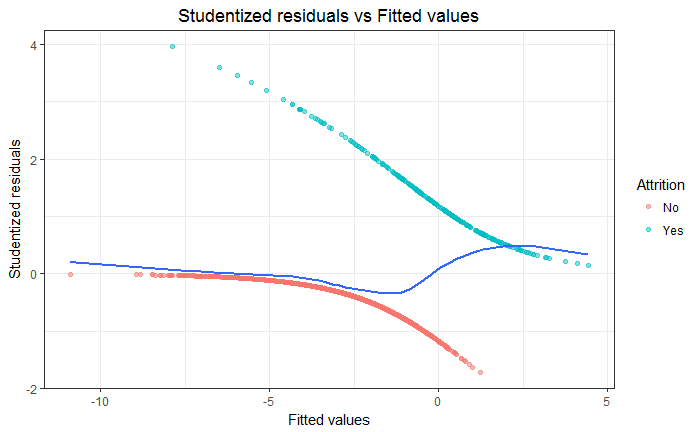 Studentized residuals vs Fitted values
Studentized residuals
4
2
0
-2
-10
-5
0
5
Fitted values
Attrition
No
Yes